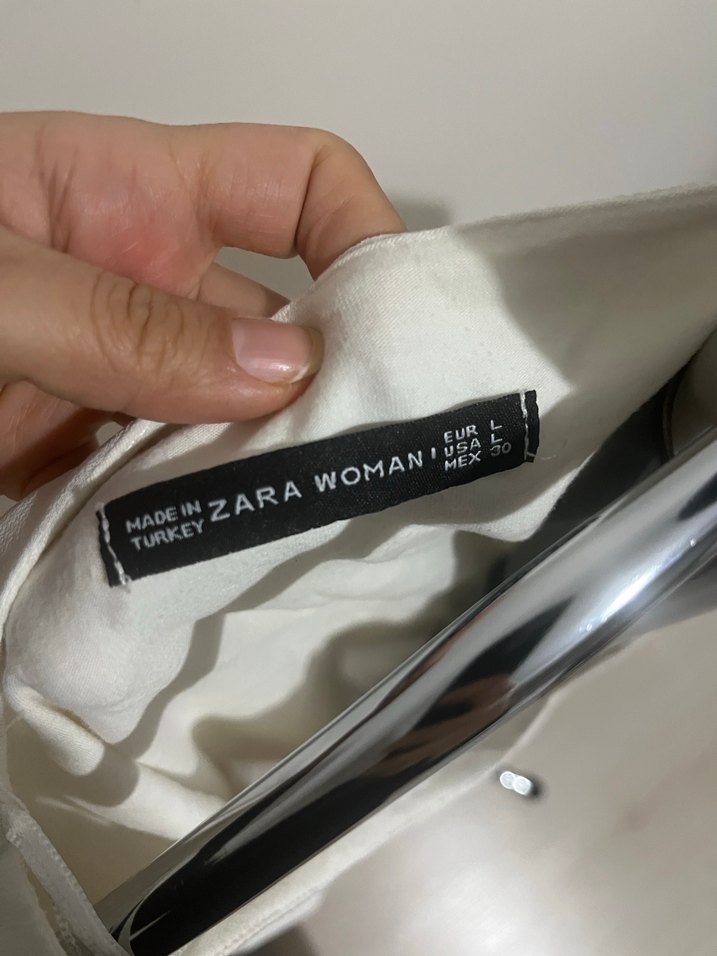 MADE IN
TURKEY
ZARA WOMAN
EUR L
USA L
MEX 30